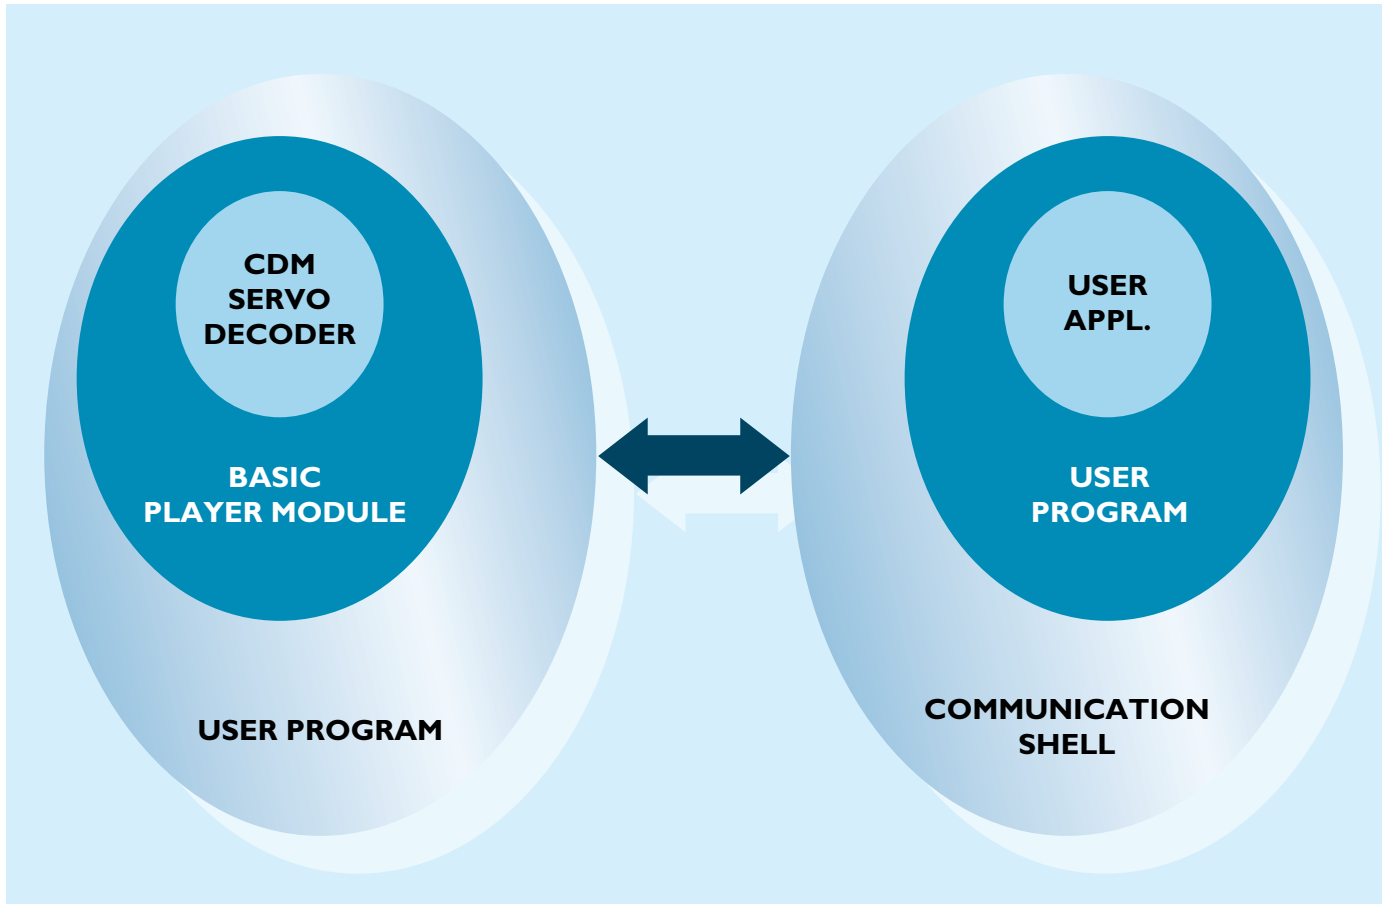 CDM
SERVO
DECODER
BASIC
PLAYER MODULE
USER PROGRAM
USER
APPL.
USER
PROGRAM
COMMUNICATION
SHELL